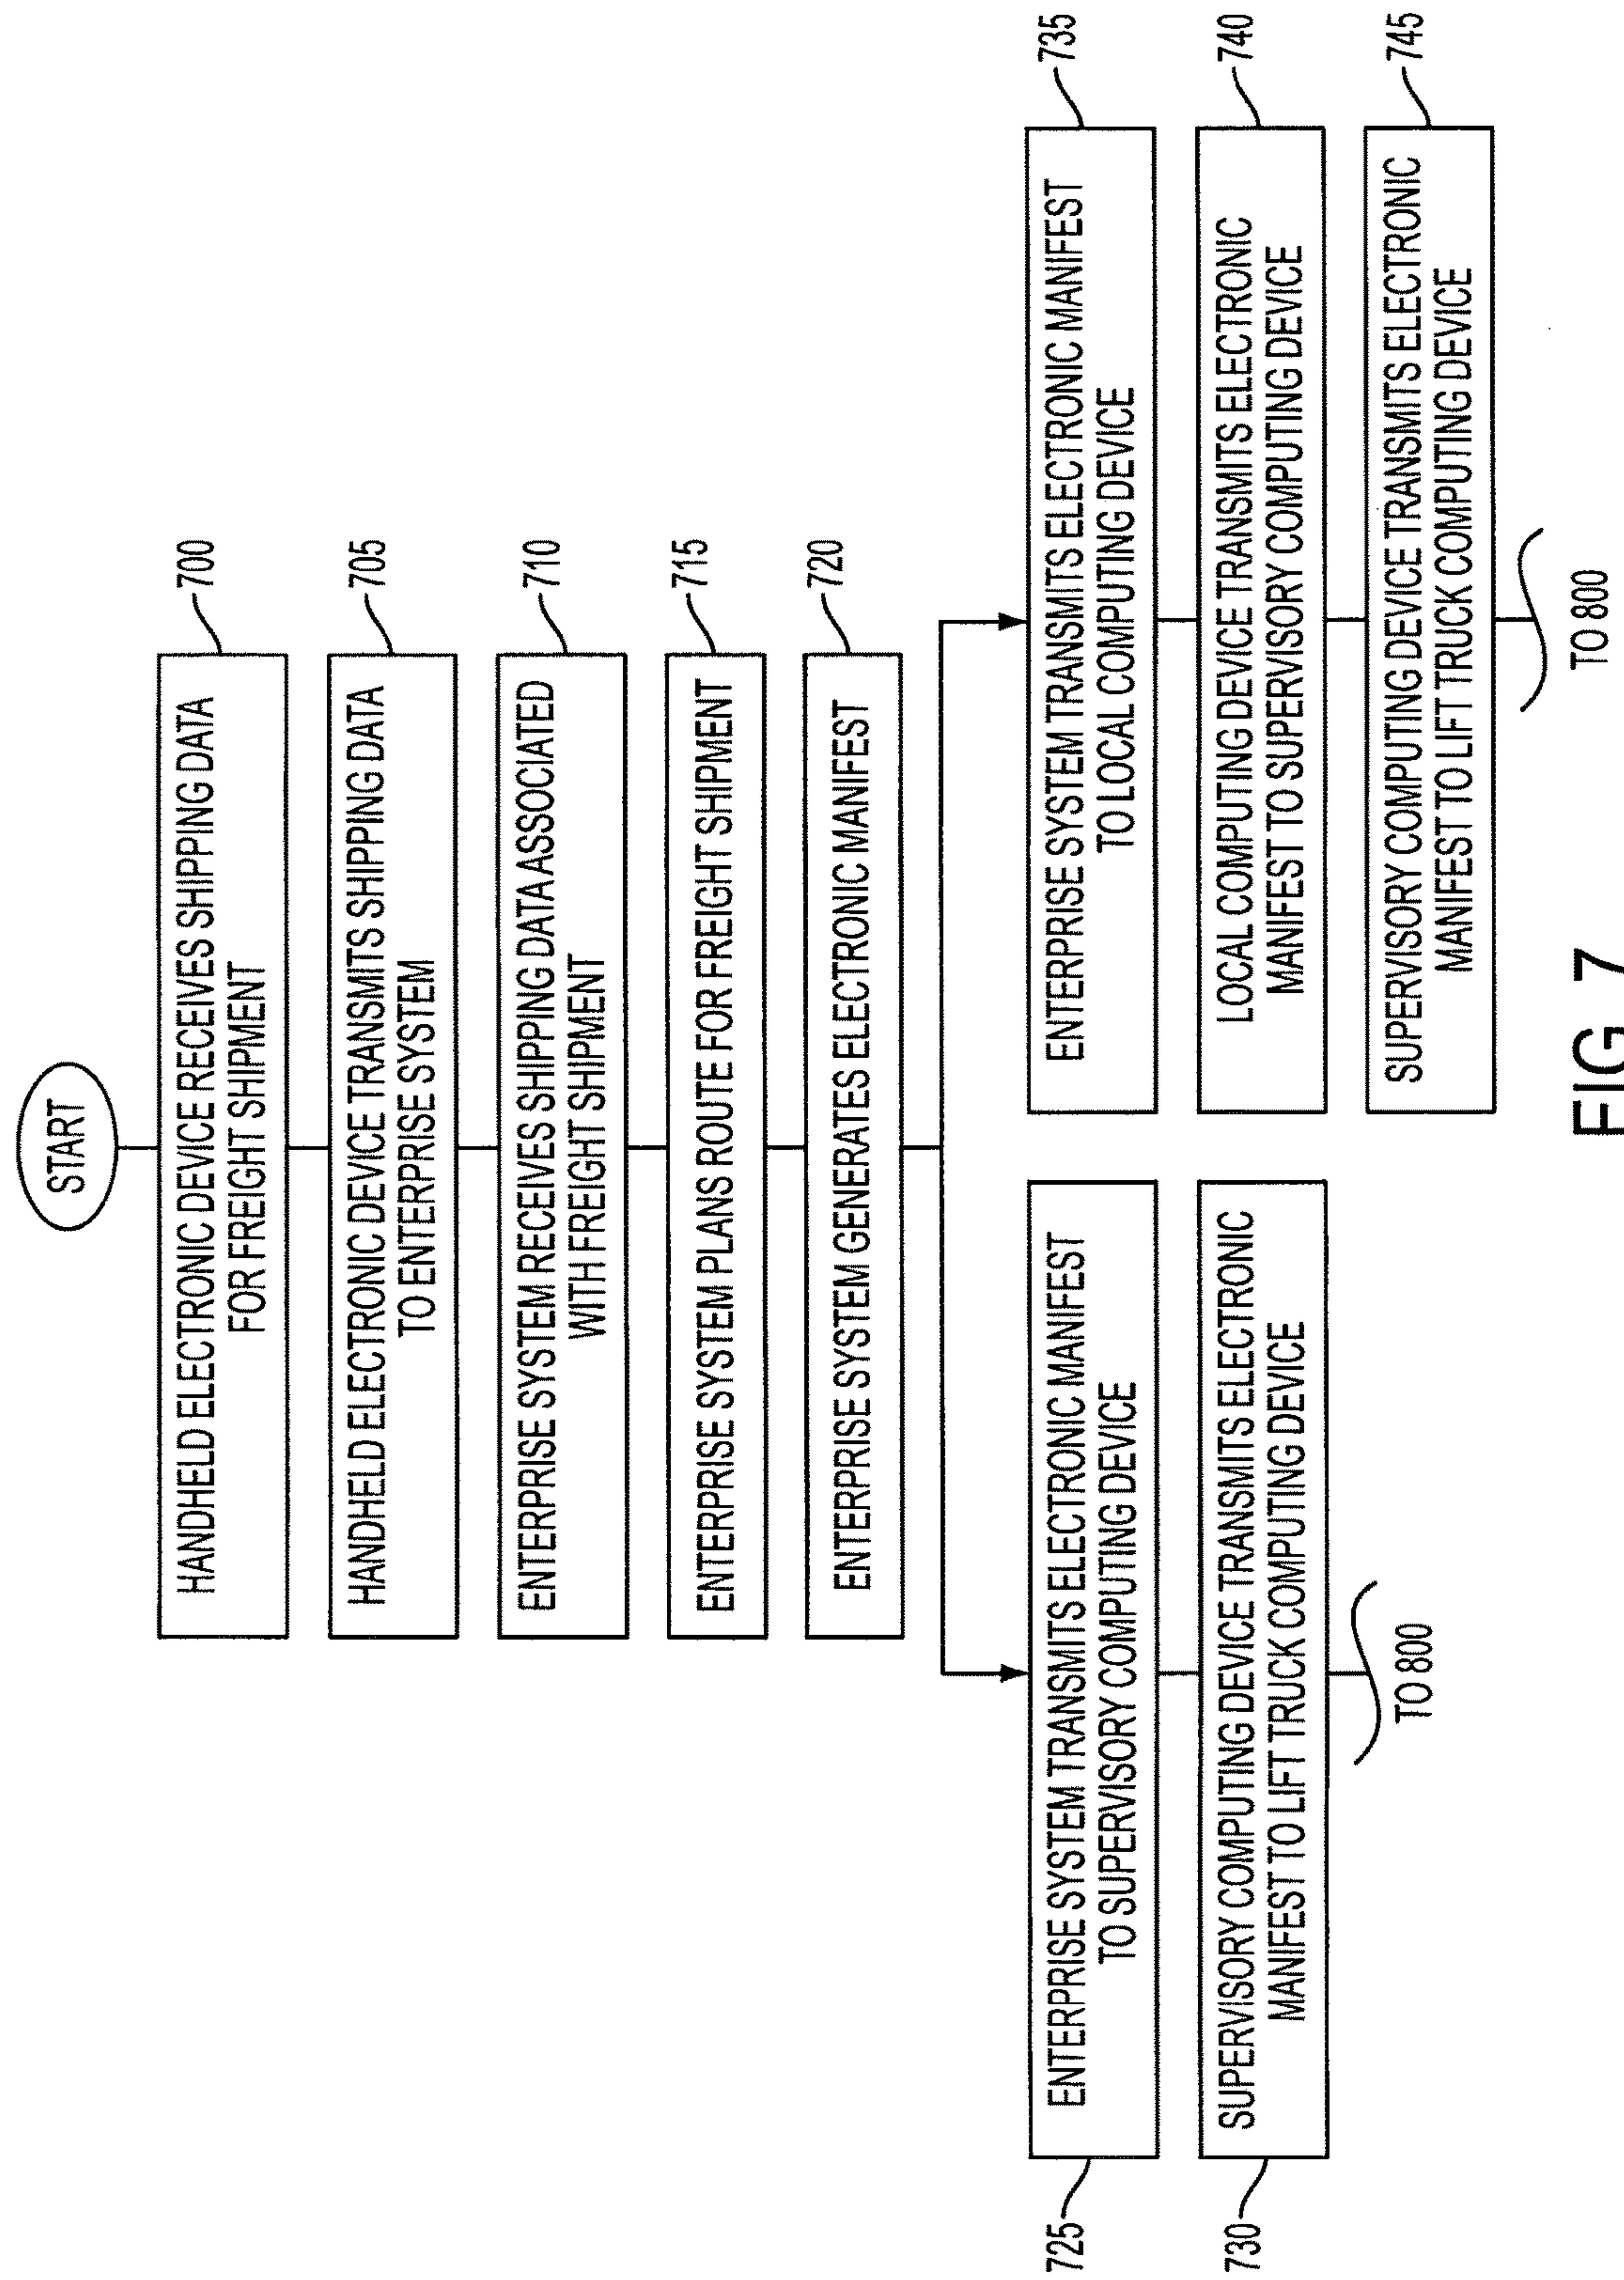 START
HANDHELD ELECTRONIC DEVICE RECEIVES SHIPPING DATA
FOR FREIGHT SHIPMENT
700
HANDHELD ELECTRONIC DEVICE TRANSMITS SHIPPING DATA
TO ENTERPRISE SYSTEM
705
ENTERPRISE SYSTEM RECEIVES SHIPPING DATA ASSOCIATED
WITH FREIGHT SHIPMENT
710
ENTERPRISE SYSTEM PLANS ROUTE FOR FREIGHT SHIPMENT
715
ENTERPRISE SYSTEM GENERATES ELECTRONIC MANIFEST
720
725
ENTERPRISE SYSTEM TRANSMITS ELECTRONIC MANIFEST
TO SUPERVISORY COMPUTING DEVICE
730
SUPERVISORY COMPUTING DEVICE TRANSMITS ELECTRONIC
MANIFEST TO LIFT TRUCK COMPUTING DEVICE
TO 800
ENTERPRISE SYSTEM TRANSMITS ELECTRONIC MANIFEST
TO LOCAL COMPUTING DEVICE
735
LOCAL COMPUTING DEVICE TRANSMITS ELECTRONIC
MANIFEST TO SUPERVISORY COMPUTING DEVICE
740
SUPERVISORY COMPUTING DEVICE TRANSMITS ELECTRONIC
MANIFEST TO LIFT TRUCK COMPUTING DEVICE
745
TO 800
FIG 7